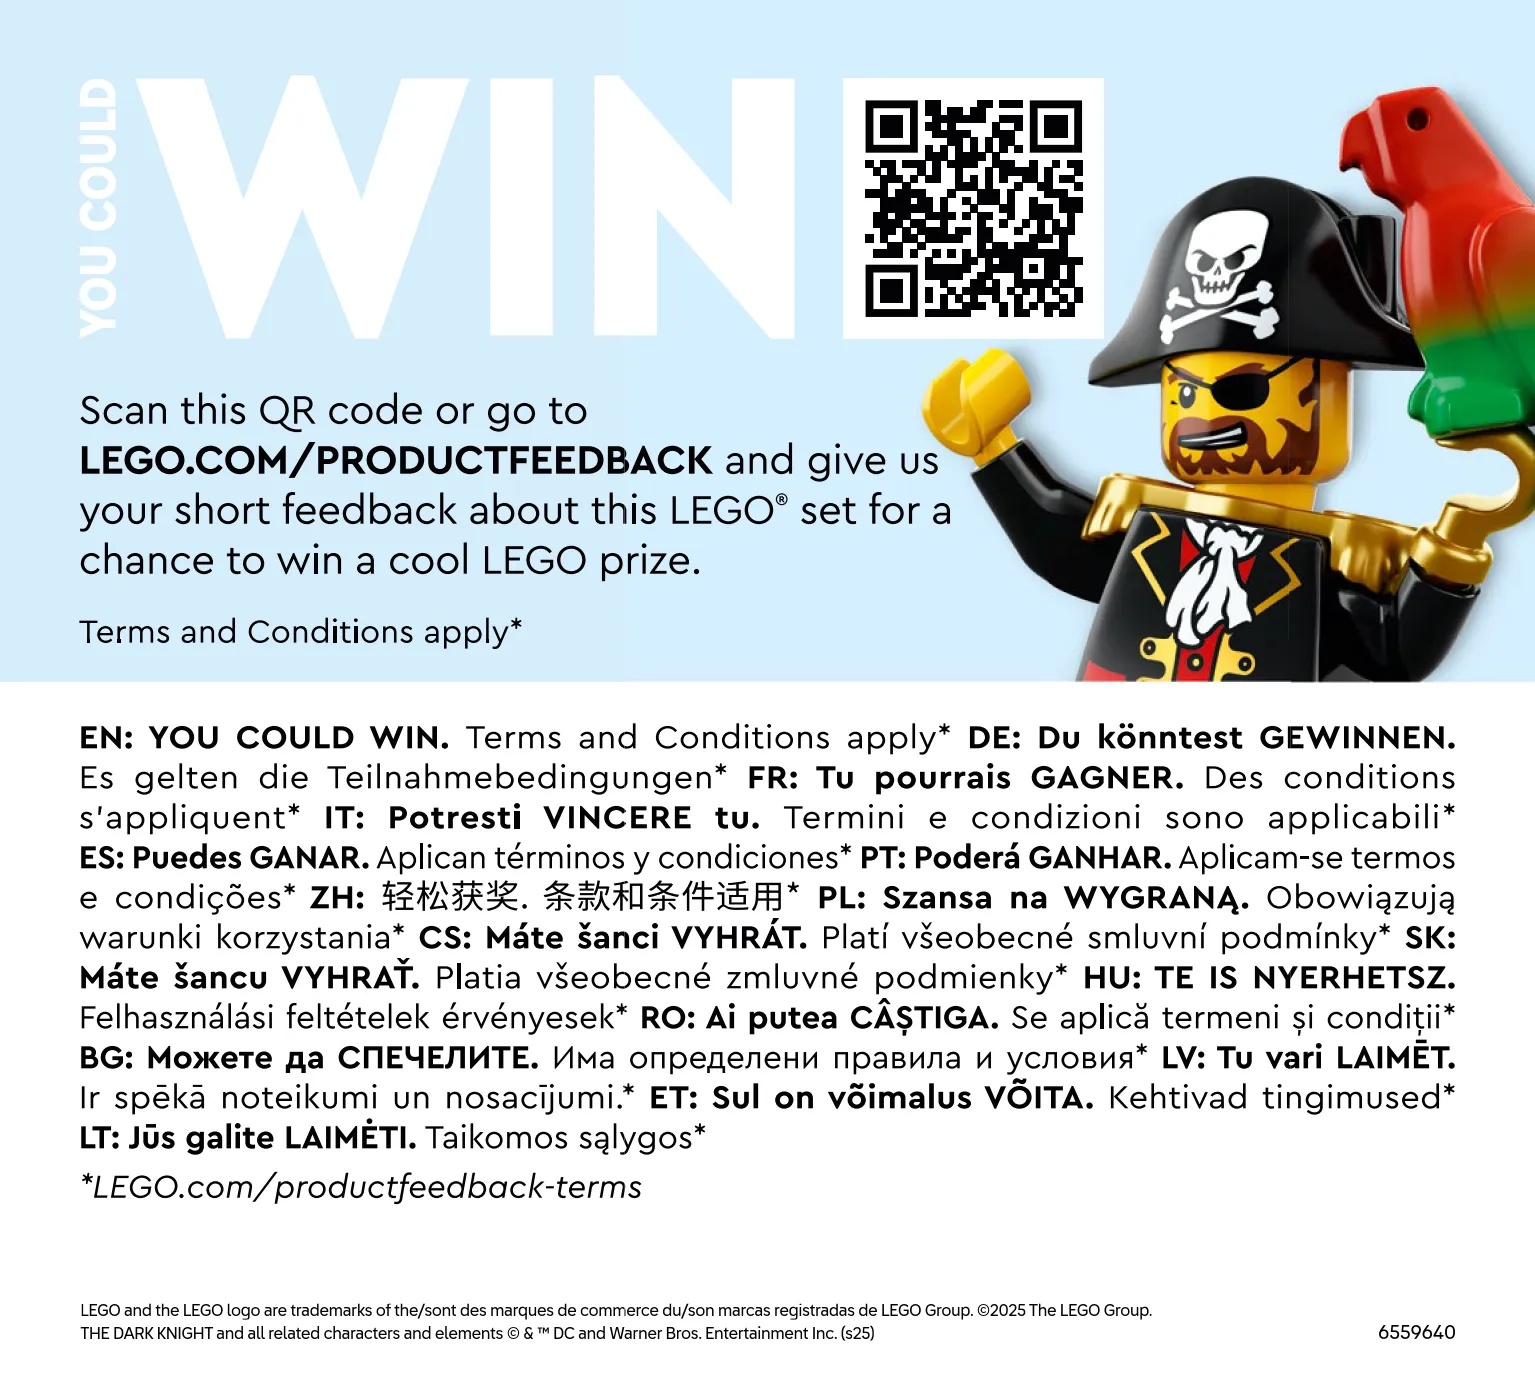 YOU COULD
WIN
Scan this QR code or go to
LEGO.COM/PRODUCTFEEDBACK and give us
your short feedback about this LEGO® set for a
chance to win a cool LEGO prize.
Terms and Conditions apply*
EN: YOU COULD WIN. Terms and Conditions apply* DE: Du könntest GEWINNEN.
Es gelten die Teilnahmebedingungen* FR: Tu pourrais GAGNER. Des conditions
s'appliquent* IT: Potresti VINCERE tu. Termini e condizioni sono applicabili*
ES: Puedes GANAR. Aplican términos y condiciones* PT: Poderá GANHAR. Aplicam-se termos
e condições* ZH: 轻松获奖. 条款和条件适用* PL: Szansa na WYGRANĄ. Obowiązują
warunki korzystania* CS: Máte šanci VYHRÁT. Platí všeobecné smluvní podmínky* SK:
Máte šancu VYHRAŤ. Platia všeobecné zmluvné podmienky* HU: TE IS NYERHETSZ.
Felhasználási feltételek érvényesek* RO: Ai putea CÂȘTIGA. Se aplică termeni și condiții*
BG: Можете да СПЕЧЕЛИТЕ. Има определени правила и условия* LV: Tu vari LAIMĒT.
Ir spēkā noteikumi un nosacījumi.* ET: Sul on võimalus VÕITA. Kehtivad tingimused*
LT: Jūs galite LAIMĖTI. Taikomos sąlygos*
*LEGO.com/productfeedback-terms
LEGO and the LEGO logo are trademarks of the/sont des marques de commerce du/son marcas registradas de LEGO Group. ©2025 The LEGO Group.
THE DARK KNIGHT and all related characters and elements © & ™ DC and Warner Bros. Entertainment Inc. (s25)
6559640